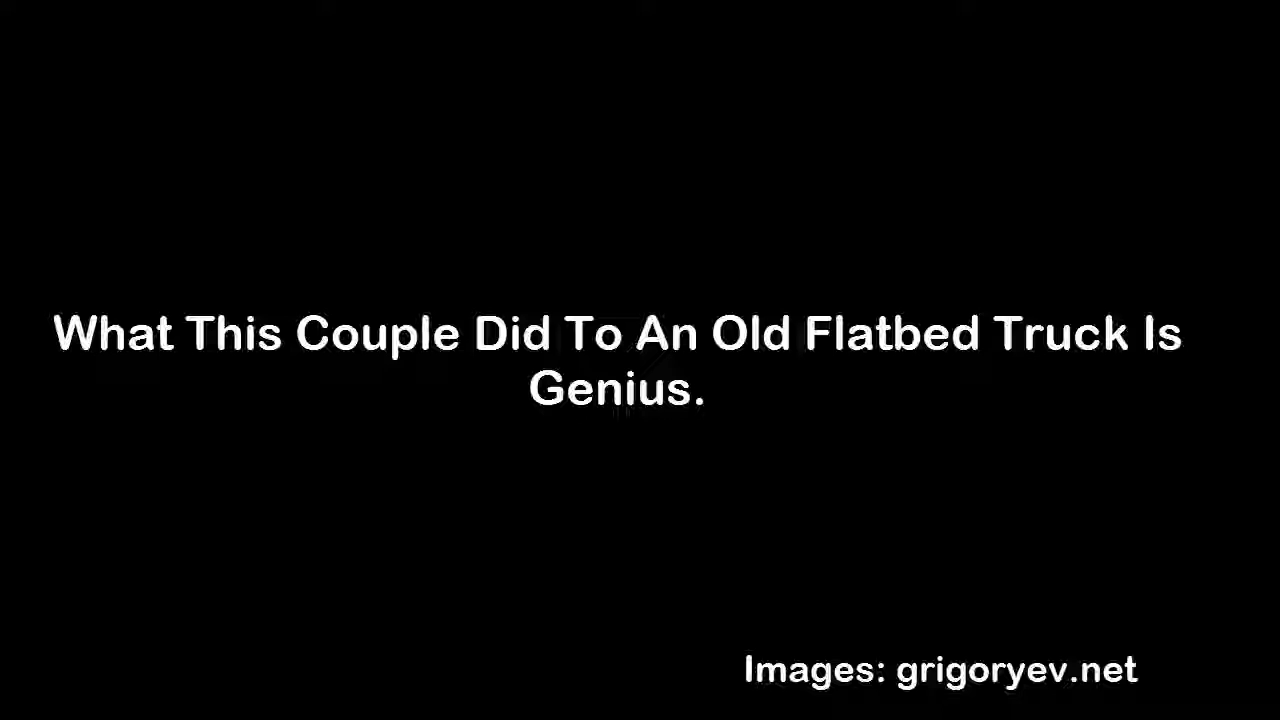 What This Couple Did To An Old Flatbed Truck Is
Genius.
Images: grigoryev.net